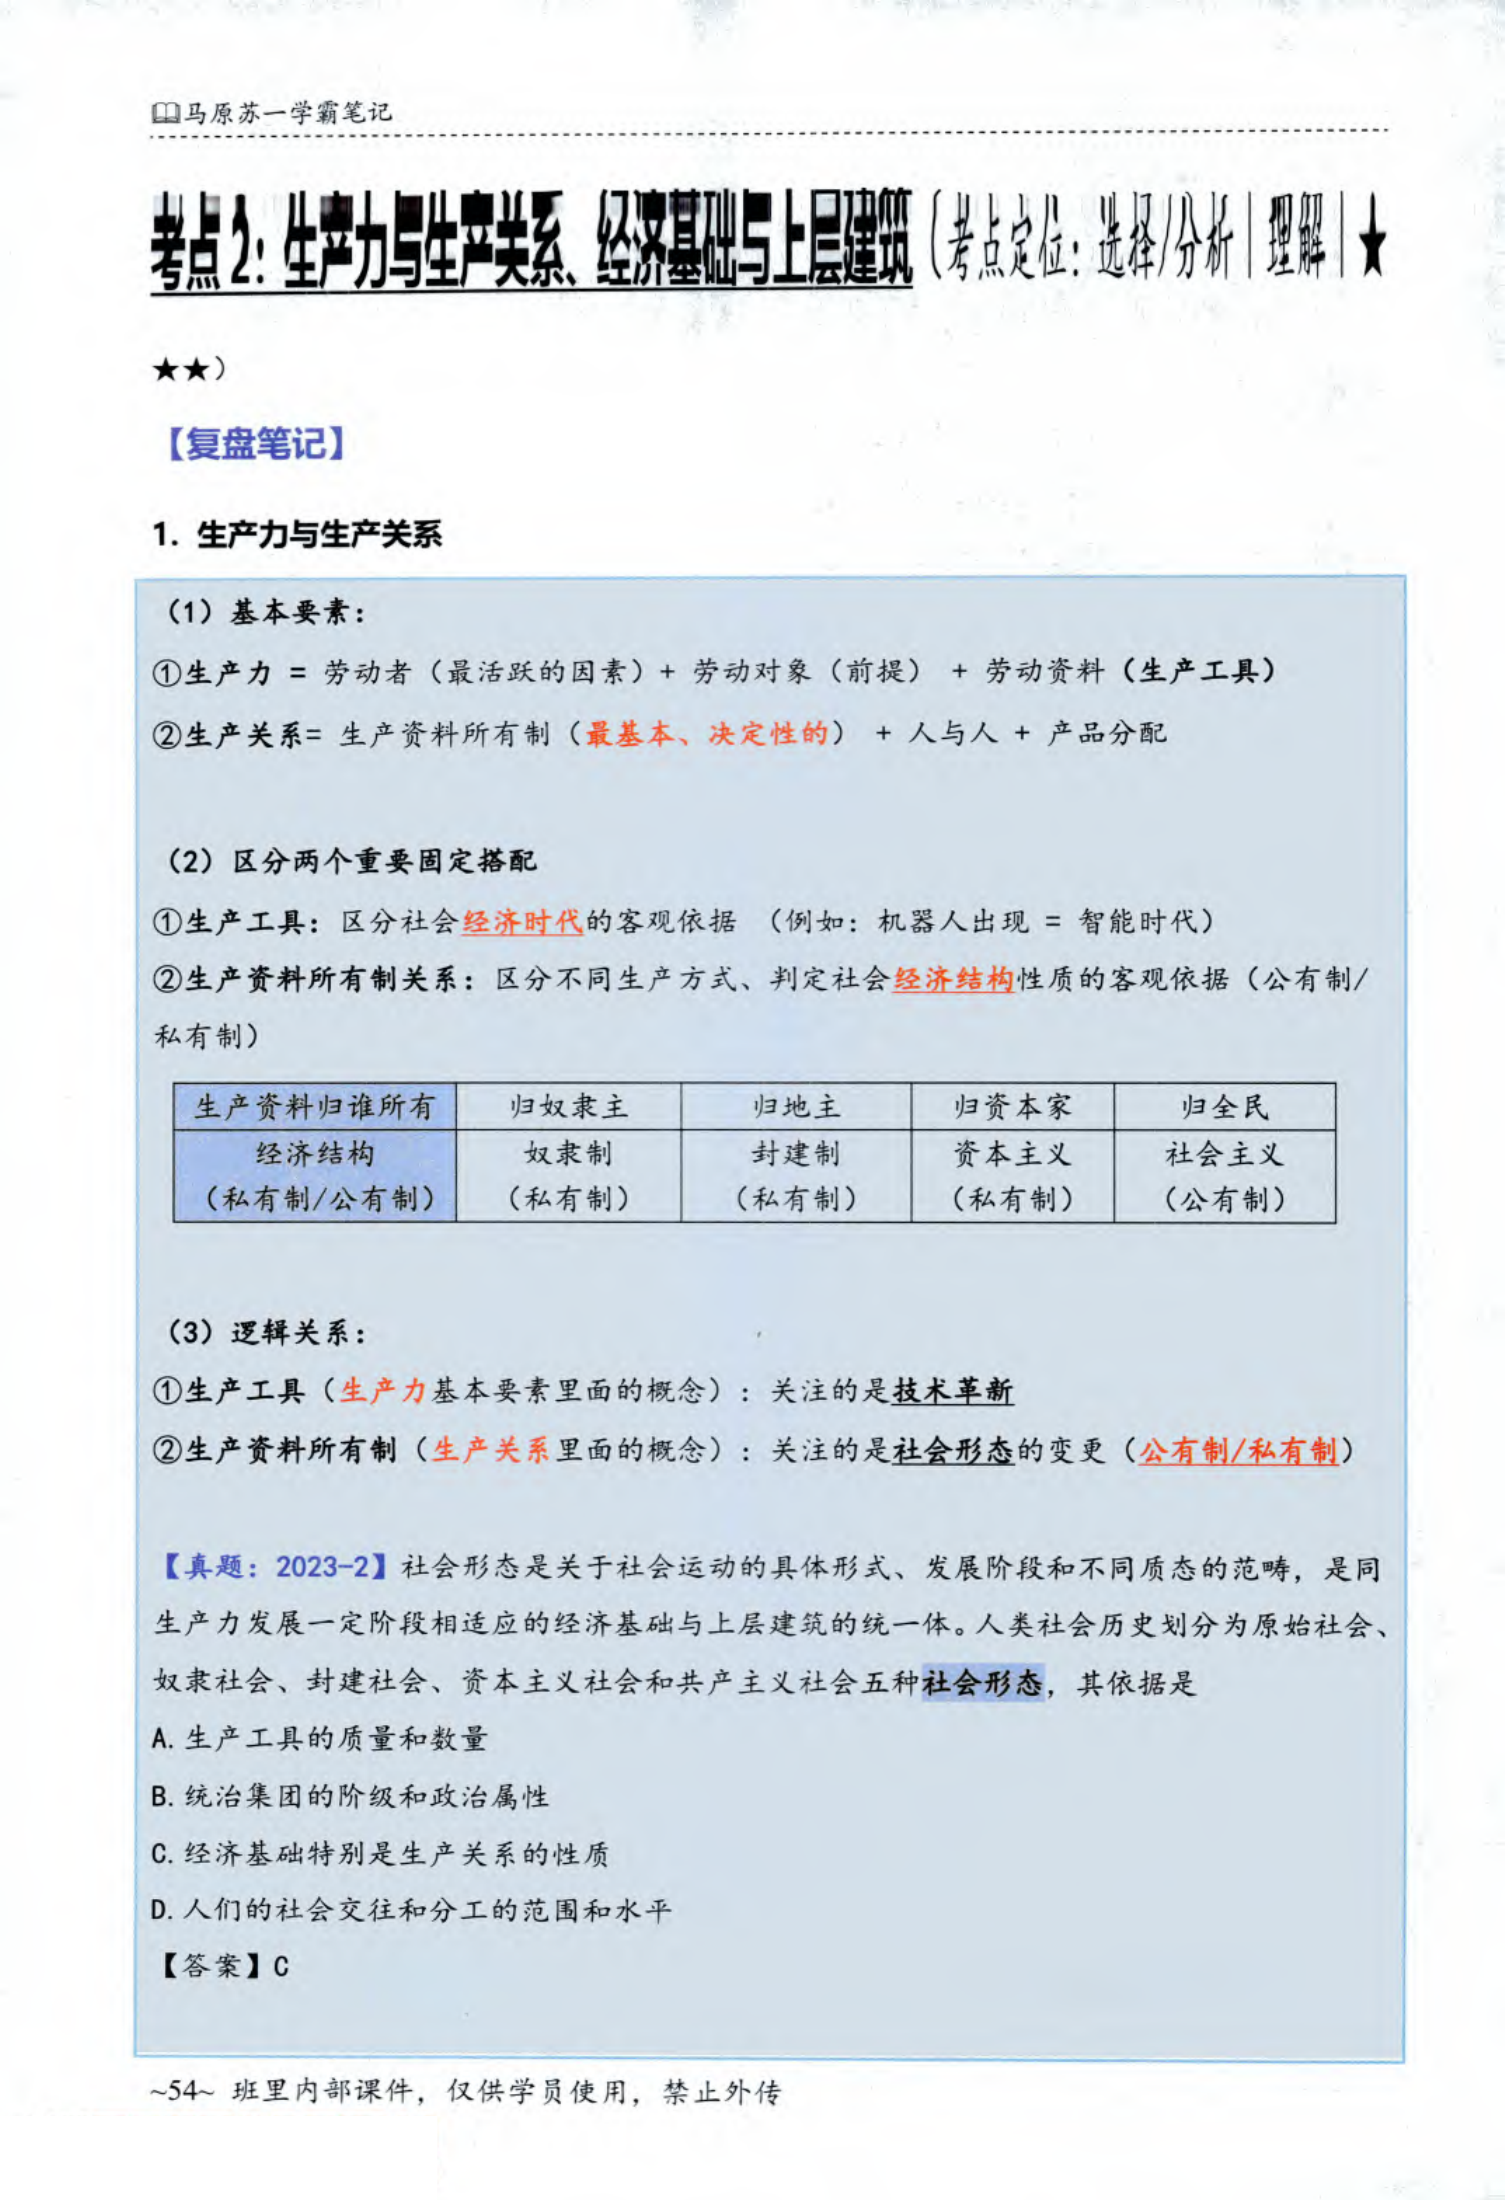 马原苏一学霸笔记
考点2：生产力与生产关系、经济基础与上层建筑（考点定位：选择/分析|理解|★
★★）
【复盘笔记】
1. 生产力与生产关系
（1）基本要素：
①生产力 = 劳动者（最活跃的因素）+ 劳动对象（前提） + 劳动资料（生产工具）
②生产关系= 生产资料所有制（最基本、决定性的） + 人与人 + 产品分配
（2）区分两个重要固定搭配
①生产工具：区分社会经济时代的客观依据 （例如：机器人出现 = 智能时代）
②生产资料所有制关系：区分不同生产方式、判定社会经济结构性质的客观依据（公有制/
私有制）
生产资料归谁所有 归奴隶主 归地主 归资本家 归全民
经济结构 奴隶制 封建制 资本主义 社会主义
（私有制/公有制） （私有制） （私有制） （私有制） （公有制）
（3）逻辑关系：
①生产工具（生产力基本要素里面的概念）：关注的是技术革新
②生产资料所有制（生产关系里面的概念）：关注的是社会形态的变更（公有制/私有制）
【真题：2023-2】社会形态是关于社会运动的具体形式、发展阶段和不同质态的范畴，是同
生产力发展一定阶段相适应的经济基础与上层建筑的统一体。人类社会历史划分为原始社会、
奴隶社会、封建社会、资本主义社会和共产主义社会五种社会形态，其依据是
A. 生产工具的质量和数量
B. 统治集团的阶级和政治属性
C. 经济基础特别是生产关系的性质
D. 人们的社会交往和分工的范围和水平
【答案】C
~54~ 班里内部课件，仅供学员使用，禁止外传